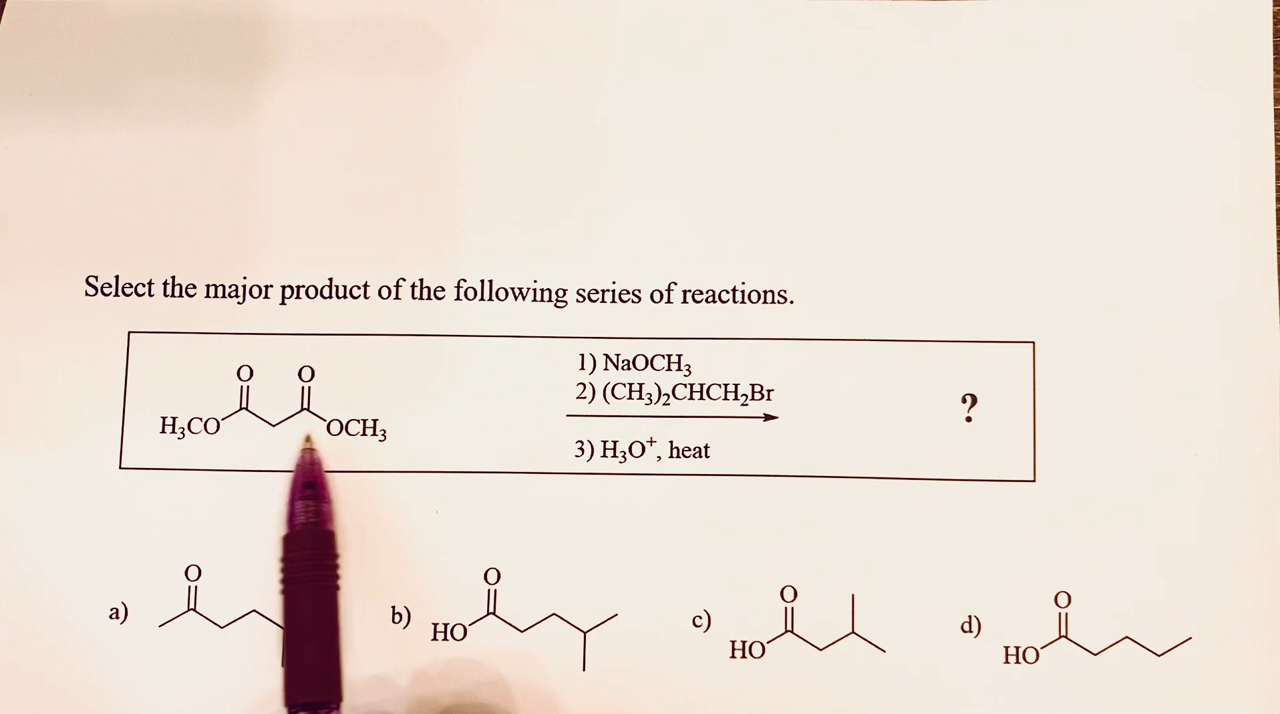 Select the major product of the following series of reactions.
O O
H₃CO OCH₃
1) NaOCH₃
2) (CH₃)₂CHCH₂Br
3) H₃O⁺, heat
?
a) O
b) O HO
c) O HO
d) O HO